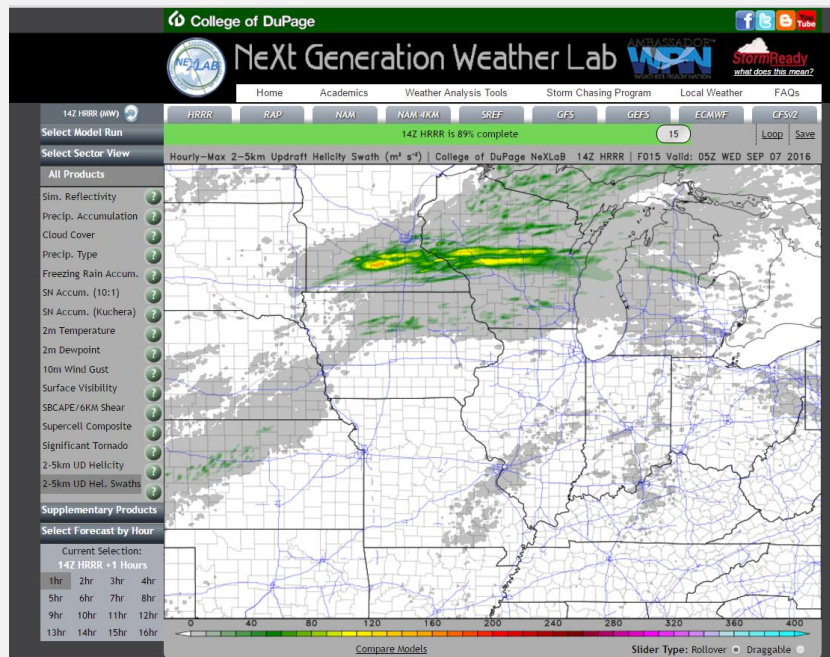 College of DuPage
f t B You Tube
NEXLAB
NeXt Generation Weather Lab
AMBASSADOR™
WRN
WEATHER-READY NATION
StormReady
what does this mean?
Home Academics Weather Analysis Tools Storm Chasing Program Local Weather FAQs
14Z HRRR (MW)
HRRR RAP NAM NAM 4KM SREF GFS GEFS ECMWF CFSv2
Select Model Run
14Z HRRR is 89% complete
15
Loop Save
Select Sector View
Hourly-Max 2-5km Updraft Helicity Swath (m² s⁻²) | College of DuPage NeXLaB 14Z HRRR | F015 Valid: 05Z WED SEP 07 2016
All Products
Sim. Reflectivity ?
Precip. Accumulation ?
Cloud Cover ?
Precip. Type ?
Freezing Rain Accum. ?
SN Accum. (10:1) ?
SN Accum. (Kuchera) ?
2m Temperature ?
2m Dewpoint ?
10m Wind Gust ?
Surface Visibility ?
SBCAPE/6KM Shear ?
Supercell Composite ?
Significant Tornado ?
2-5km UD Helicity ?
2-5km UD Hel. Swaths ?
Supplementary Products
Select Forecast by Hour
Current Selection:
14Z HRRR +1 Hours
1hr 2hr 3hr 4hr
5hr 6hr 7hr 8hr
9hr 10hr 11hr 12hr
13hr 14hr 15hr 16hr
0 40 80 120 160 200 240 280 320 360 400
Compare Models
Slider Type: Rollover Draggable